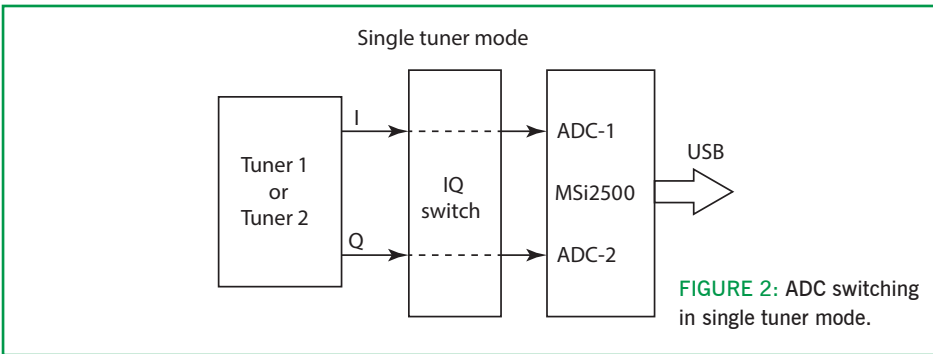 Single tuner mode
Tuner 1
or
Tuner 2
I
Q
IQ
switch
ADC-1
MSi2500
ADC-2
USB
FIGURE 2: ADC switching
in single tuner mode.